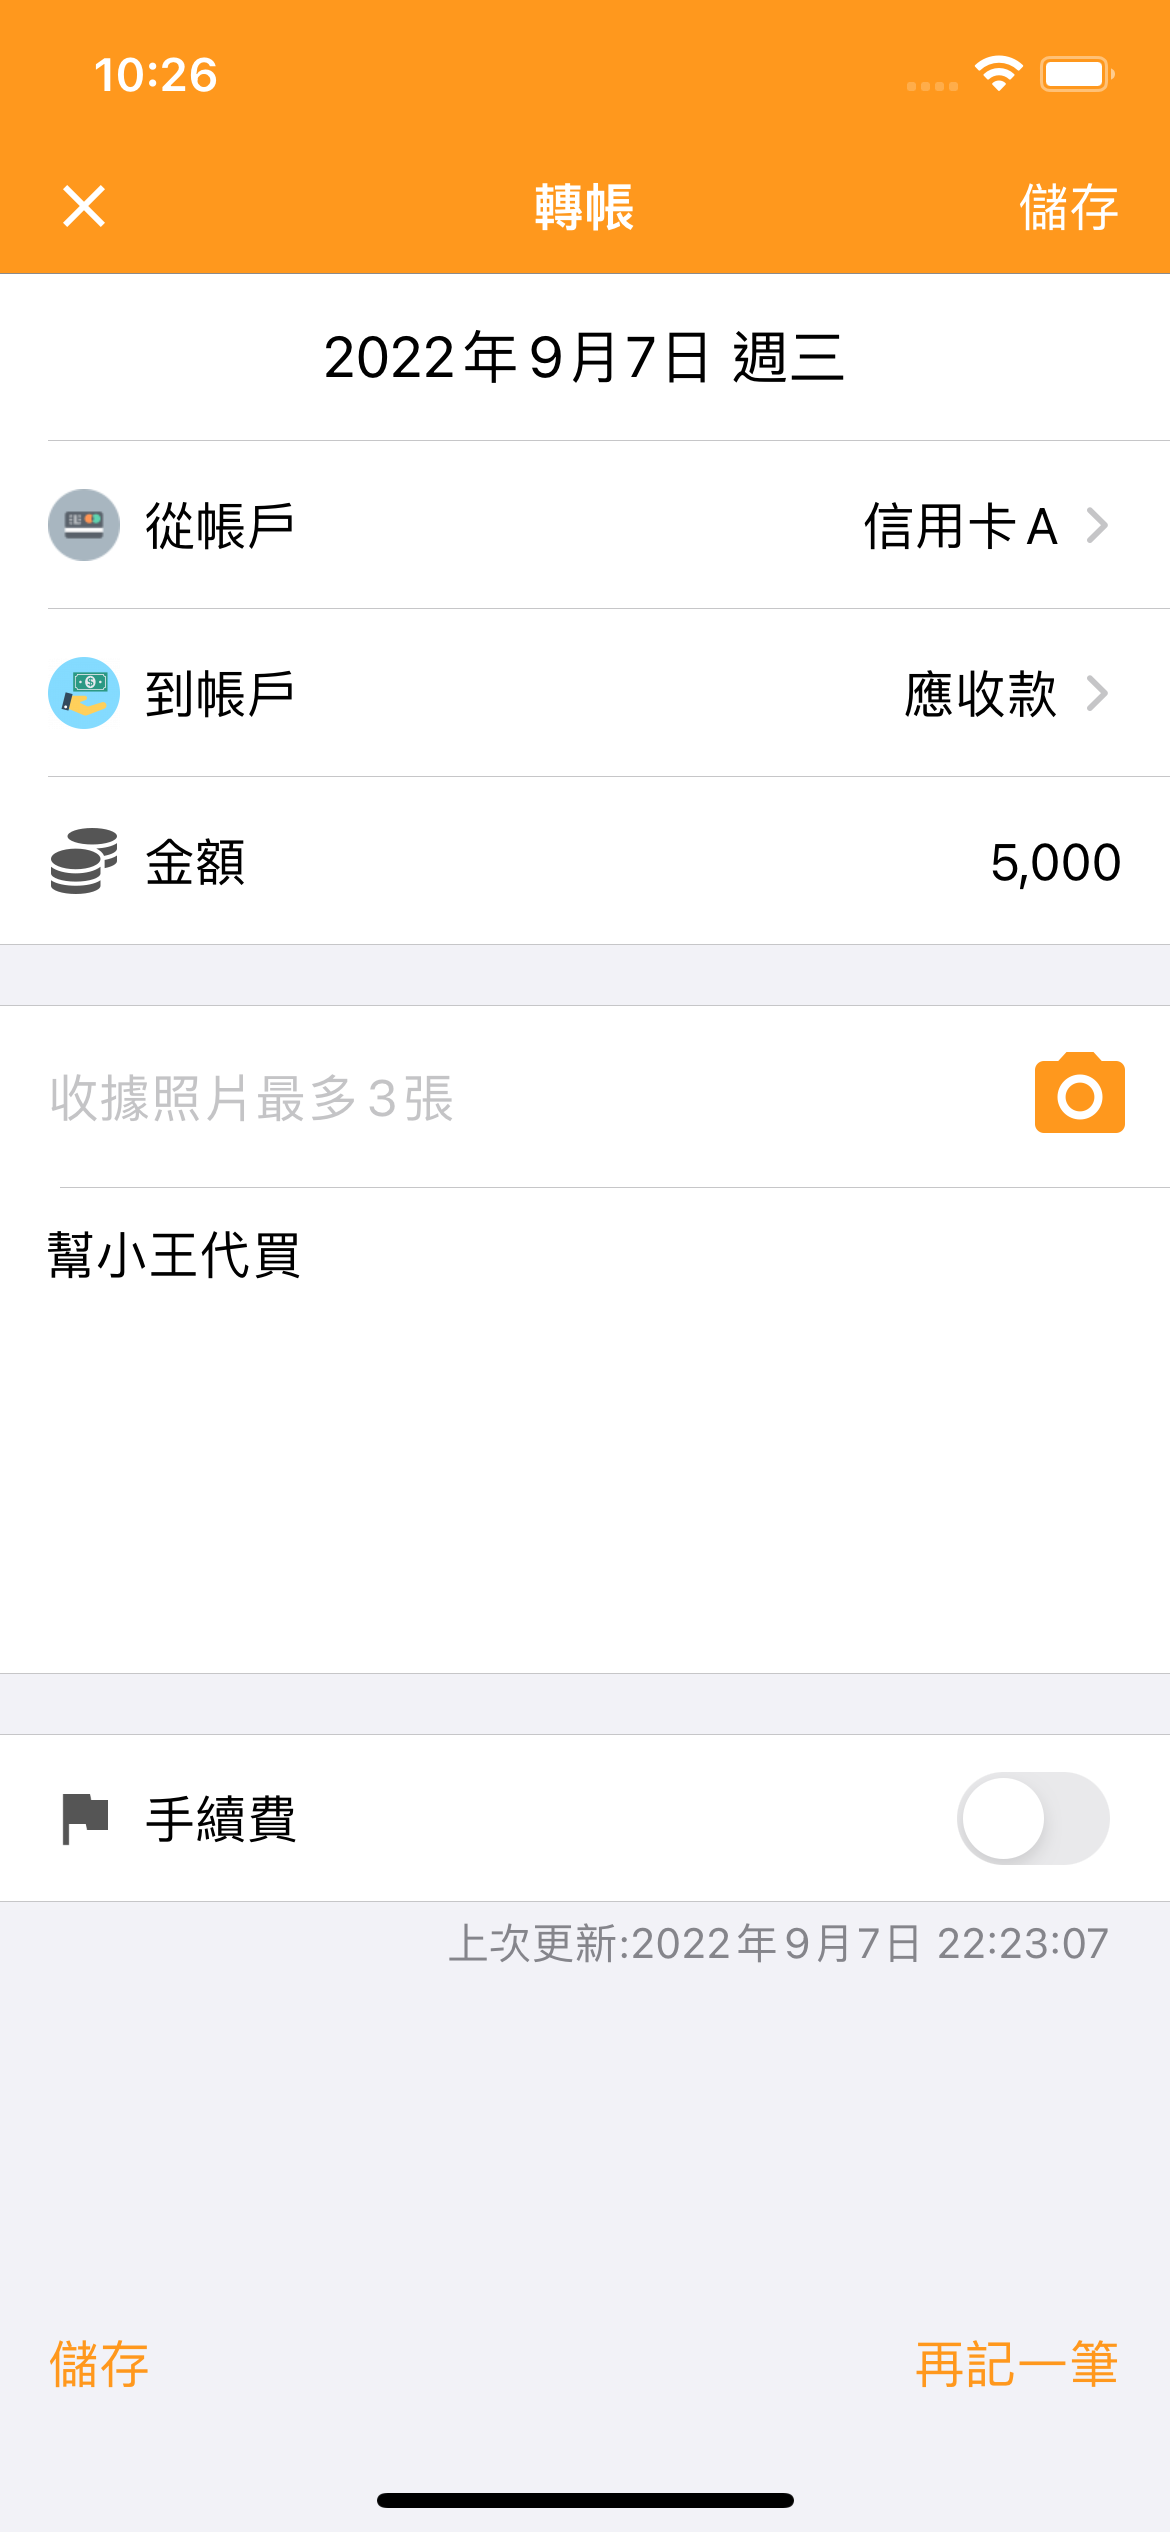 10:26
轉帳
儲存
2022年9月7日 週三
從帳戶
信用卡A
到帳戶
應收款
金額
5,000
收據照片最多3張
幫小王代買
手續費
上次更新:2022年9月7日 22:23:07
儲存
再記一筆